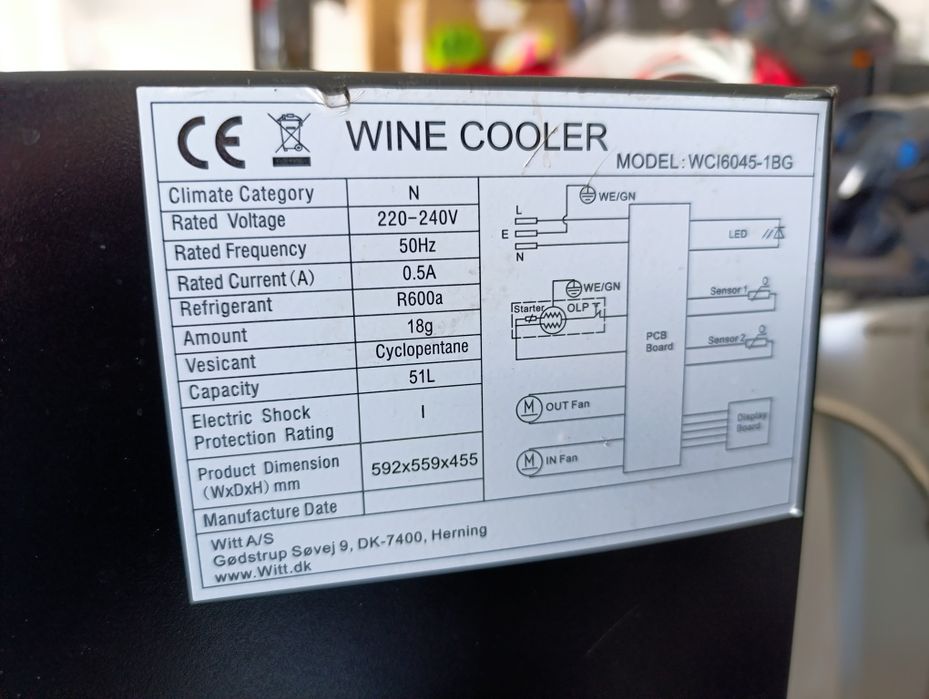 CE
WINE COOLER
MODEL: WCI6045-1BG
Climate Category N
Rated Voltage 220-240V
Rated Frequency 50Hz
Rated Current (A) 0.5A
Refrigerant R600a
Amount 18g
Vesicant Cyclopentane
Capacity 51L
Electric Shock
Protection Rating I
Product Dimension
(WxDxH) mm 592x559x455
Manufacture Date
Witt A/S
Gødstrup Søvej 9, DK-7400, Herning
www.Witt.dk
WE/GN
L
E
N
LED
WE/GN
Starter
OLP
Sensor 1
Sensor 2
PCB
Board
M OUT Fan
Display
Board
M IN Fan